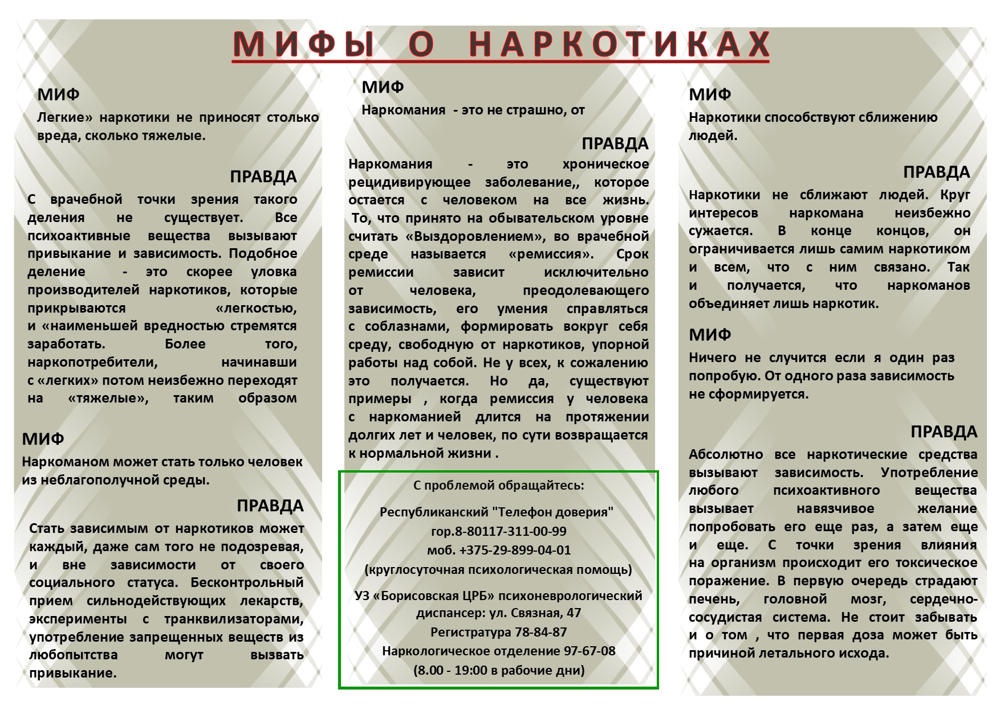 МИФЫ О НАРКОТИКАХ
МИФ
Легкие» наркотики не приносят столько
вреда, сколько тяжелые.
ПРАВДА
С врачебной точки зрения такого
деления не существует. Все
психоактивные вещества вызывают
привыкание и зависимость. Подобное
деление - это скорее уловка
производителей наркотиков, которые
прикрываются «легкостью,
и «наименьшей вредностью стремятся
заработать. Более того,
наркопотребители, начинавши
с «легких» потом неизбежно переходят
на «тяжелые», таким образом
МИФ
Наркоманом может стать только человек
из неблагополучной среды.
ПРАВДА
Стать зависимым от наркотиков может
каждый, даже сам того не подозревая,
и вне зависимости от своего
социального статуса. Бесконтрольный
прием сильнодействующих лекарств,
эксперименты с транквилизаторами,
употребление запрещенных веществ из
любопытства могут вызвать
привыкание.
МИФ
Наркомания - это не страшно, от
ПРАВДА
Наркомания - это хроническое
рецидивирующее заболевание,, которое
остается с человеком на все жизнь.
То, что принято на обывательском уровне
считать «Выздоровлением», во врачебной
среде называется «ремиссия». Срок
ремиссии зависит исключительно
от человека, преодолевающего
зависимость, его умения справляться
с соблазнами, формировать вокруг себя
среду, свободную от наркотиков, упорной
работы над собой. Не у всех, к сожалению
это получается. Но да, существуют
примеры , когда ремиссия у человека
с наркоманией длится на протяжении
долгих лет и человек, по сути возвращается
к нормальной жизни .
С проблемой обращайтесь:
Республиканский "Телефон доверия"
гор.8-80117-311-00-99
моб. +375-29-899-04-01
(круглосуточная психологическая помощь)
УЗ «Борисовская ЦРБ» психоневрологический
диспансер: ул. Связная, 47
Регистратура 78-84-87
Наркологическое отделение 97-67-08
(8.00 - 19:00 в рабочие дни)
МИФ
Наркотики способствуют сближению
людей.
ПРАВДА
Наркотики не сближают людей. Круг
интересов наркомана неизбежно
сужается. В конце концов, он
ограничивается лишь самим наркотиком
и всем, что с ним связано. Так
и получается, что наркоманов
объединяет лишь наркотик.
МИФ
Ничего не случится если я один раз
попробую. От одного раза зависимость
не сформируется.
ПРАВДА
Абсолютно все наркотические средства
вызывают зависимость. Употребление
любого психоактивного вещества
вызывает навязчивое желание
попробовать его еще раз, а затем еще
и еще. С точки зрения влияния
на организм происходит его токсическое
поражение. В первую очередь страдают
печень, головной мозг, сердечно-
сосудистая система. Не стоит забывать
и о том , что первая доза может быть
причиной летального исхода.